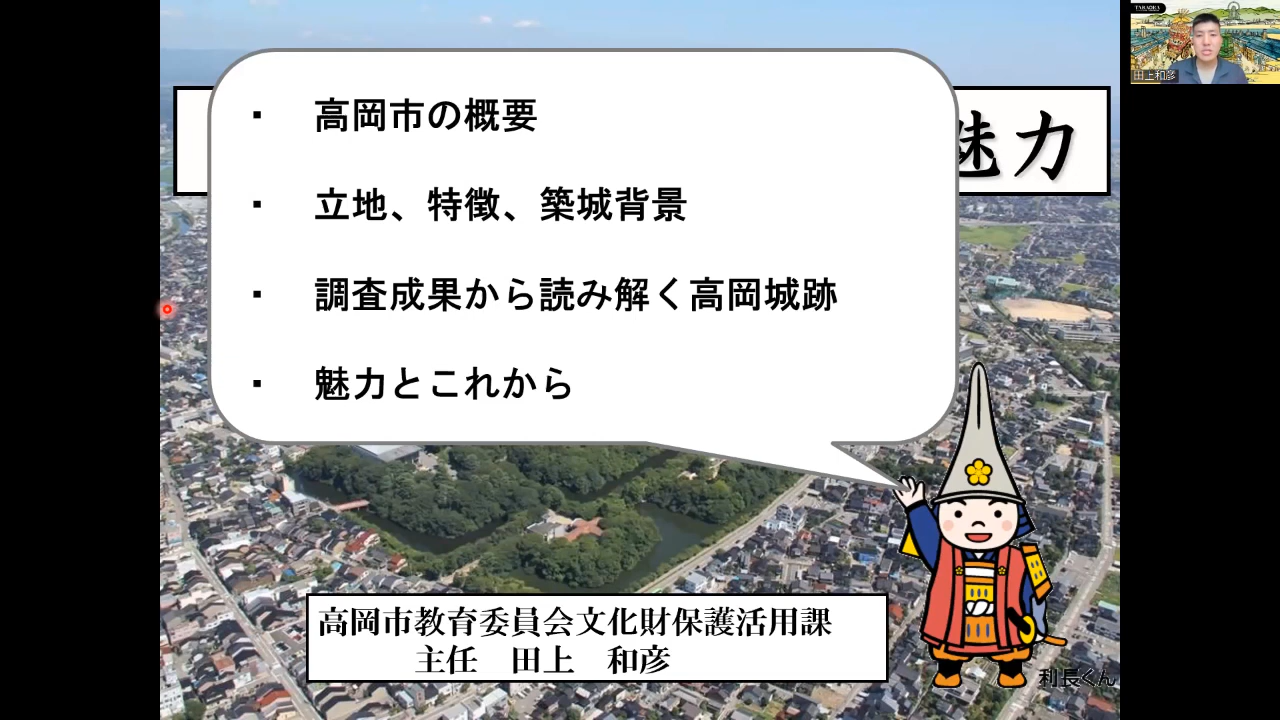 魅力
・ 高岡市の概要
・ 立地、特徴、築城背景
・ 調査成果から読み解く高岡城跡
・ 魅力とこれから
高岡市教育委員会文化財保護活用課
主任 田上 和彦
利長くん
TAKAOKA
田上和彦